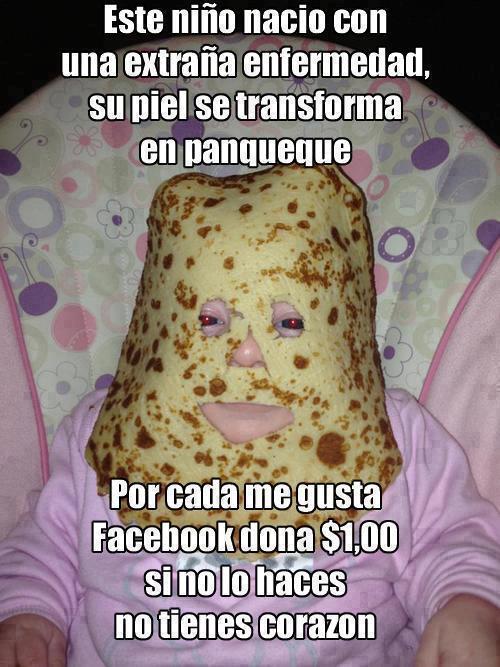 Este niño nacio con
una extraña enfermedad,
su piel se transforma
en panqueque
Por cada me gusta
Facebook dona $1,00
si no lo haces
no tienes corazon